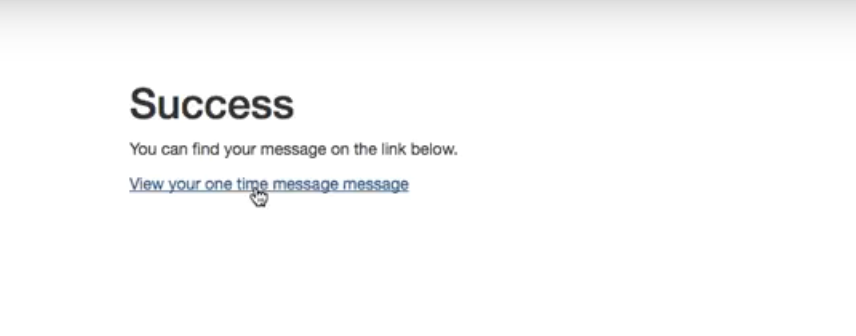 Success
You can find your message on the link below.
View your one time message message